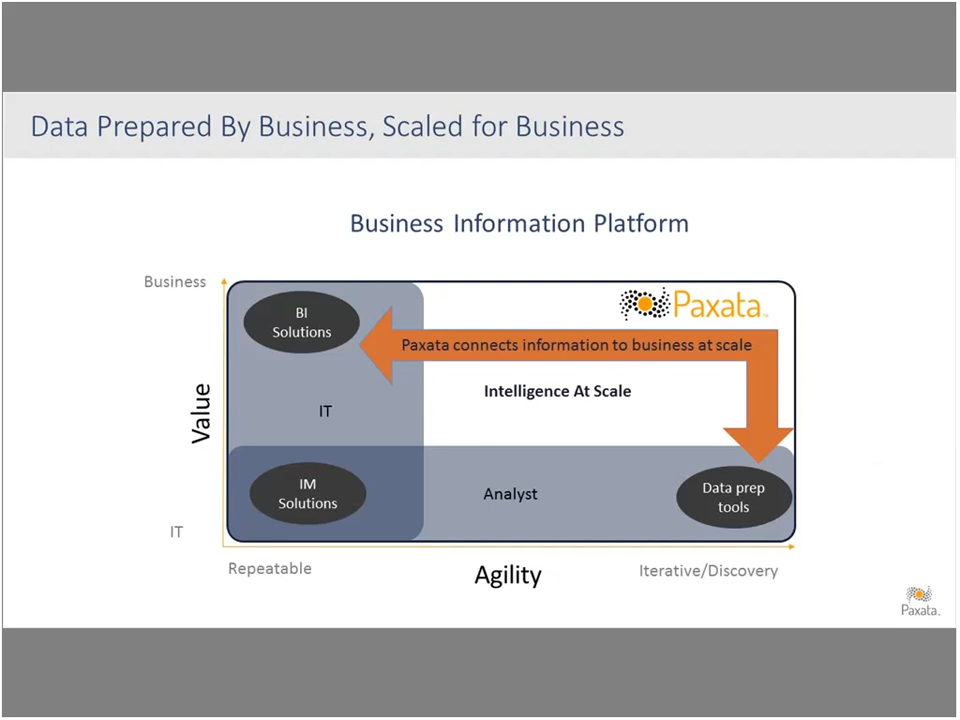 Data Prepared By Business, Scaled for Business
Business Information Platform
Business
BI
Solutions
Paxata™
Paxata connects information to business at scale
Intelligence At Scale
Value
IT
IM
Solutions
Analyst
Data prep
tools
IT
Repeatable
Agility
Iterative/Discovery
Paxata.